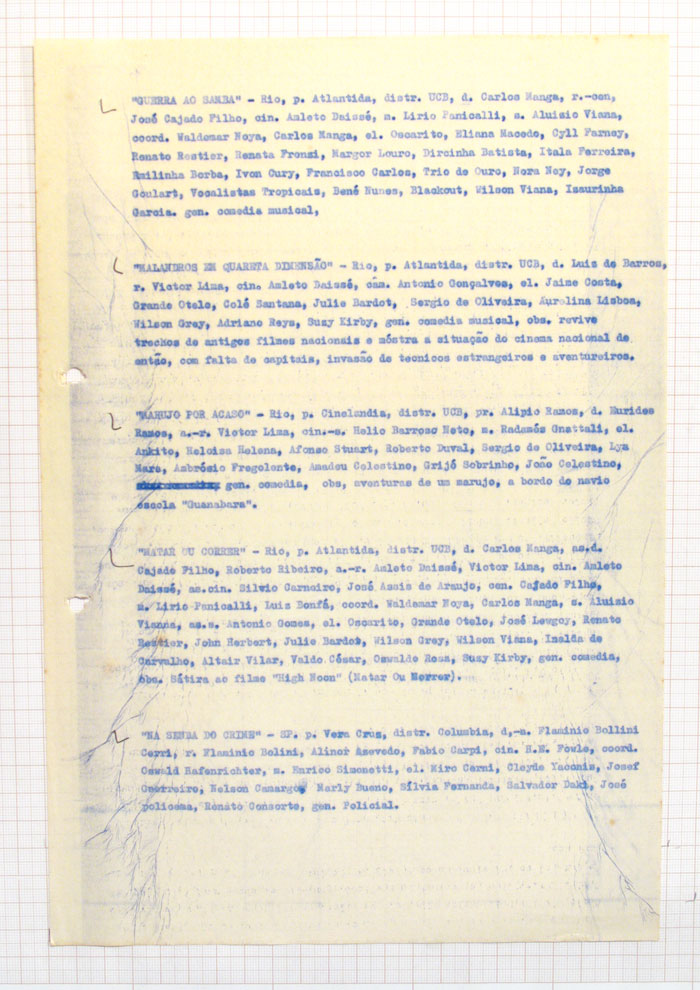 "GUERRA AO SAMBA" - Rio, p. Atlantida, distr. UCB, d. Carlos Manga, r.-cen,
José Cajado Filho, cin. Amleto Daissé, m. Lirio Panicalli, s. Aluisio Viana,
coord. Waldemar Noya, Carlos Manga, el. Oscarito, Eliana Macedo, Cyll Farney,
Renato Restier, Renata Fronzi, Margor Louro, Dircinha Batista, Itala Ferreira,
Emilinha Borba, Ivon Cury, Francisco Carlos, Trio de Ouro, Nora Ney, Jorge
Goulart, Vocalistas Tropicais, Bené Nunes, Blackout, Wilson Viana, Isaurinha
Garcia. gen. comedia musical,
"MALANDROS EM QUARETA DIMENSÃO" - Rio, p. Atlantida, distr. UCB, d. Luis de Barros,
r. Victor Lima, cin. Amleto Daissé, cam. Antonio Gonçalves, el. Jaime Costa,
Grande Otelo, Colé Santana, Julie Bardot, Sergio de Oliveira, Aurelina Lisboa,
Wilson Grey, Adriano Reys, Suzy Kirby, gen. comedia musical, obs. revive
trechos de antigos filmes nacionais e móstra a situação do cinema nacional de
então, com falta de capitais, invasão de tecnicos estrangeiros e aventureiros.
"MARUJO POR ACASO" - Rio, p. Cinelandia, distr. UCB, pr. Alipio Ramos, d. Eurides
Ramos, a.-r. Victor Lima, cin.-s. Helio Barroso Neto, m. Radamés Gnattali, el.
Ankito, Heloisa Helena, Afonso Stuart, Roberto Duval, Sergio de Oliveira, Lya
Mara, Ambrósio Fregolente, Amadeu Celestino, Grijó Sobrinho, João Celestino,
gen. comedia, obs, aventuras de um marujo, a bordo do navio
escola "Guanabara".
"MATAR OU CORRER" - Rio, p. Atlantida, distr. UCB, d. Carlos Manga, as.d.
Cajado Filho, Roberto Ribeiro, a.-r. Amleto Daissé, Victor Lima, cin. Amleto
Daissé, as.cin. Silvio Carneiro, José Assis de Araujo, cen. Cajado Filho,
m. Lirio Panicalli, Luis Bonfá, coord. Waldemar Noya, Carlos Manga, s. Aluisio
Vianna, as.s. Antonio Gomes, el. Oscarito, Grande Otelo, José Lewgoy, Renato
Restier, John Herbert, Julie Bardot, Wilson Grey, Wilson Viana, Inalda de
Carvalho, Altair Vilar, Valdo César, Oswaldo Rosa, Suzy Kirby, gen. comedia,
obs. Sátira ao filme "High Noon" (Matar Ou Morrer).
"NA SENDA DO CRIME" - SP. p. Vera Cruz, distr. Columbia, d,-a. Flaminio Bollini
Cerri, r. Flaminio Bolini, Alinor Azevedo, Fabio Carpi, cin. H.E. Fowle, coord.
Oswald Hafenrichter, m. Enrico Simonetti, el. Miro Cerni, Cleyde Yaconis, Josef
Guerreiro, Nelson Camargo, Marly Bueno, Sílvia Fernanda, Salvador Daki, José
policema, Renato Consorte, gen. Policial.